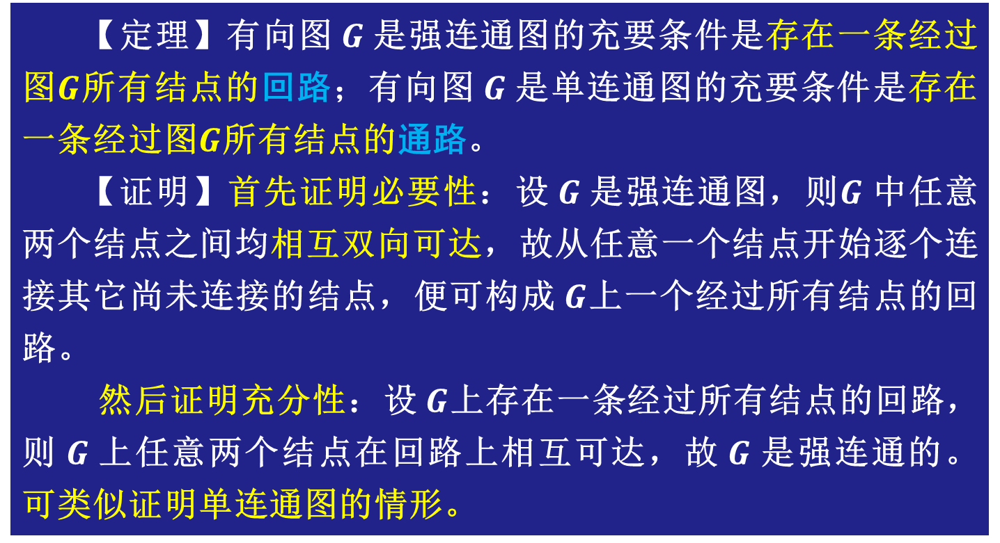 【定理】有向图 G 是强连通图的充要条件是存在一条经过
图G所有结点的回路；有向图 G 是单连通图的充要条件是存在
一条经过图G所有结点的通路。
【证明】首先证明必要性：设 G 是强连通图，则G 中任意
两个结点之间均相互双向可达，故从任意一个结点开始逐个连
接其它尚未连接的结点，便可构成 G上一个经过所有结点的回
路。
然后证明充分性：设 G上存在一条经过所有结点的回路，
则 G 上任意两个结点在回路上相互可达，故 G 是强连通的。
可类似证明单连通图的情形。